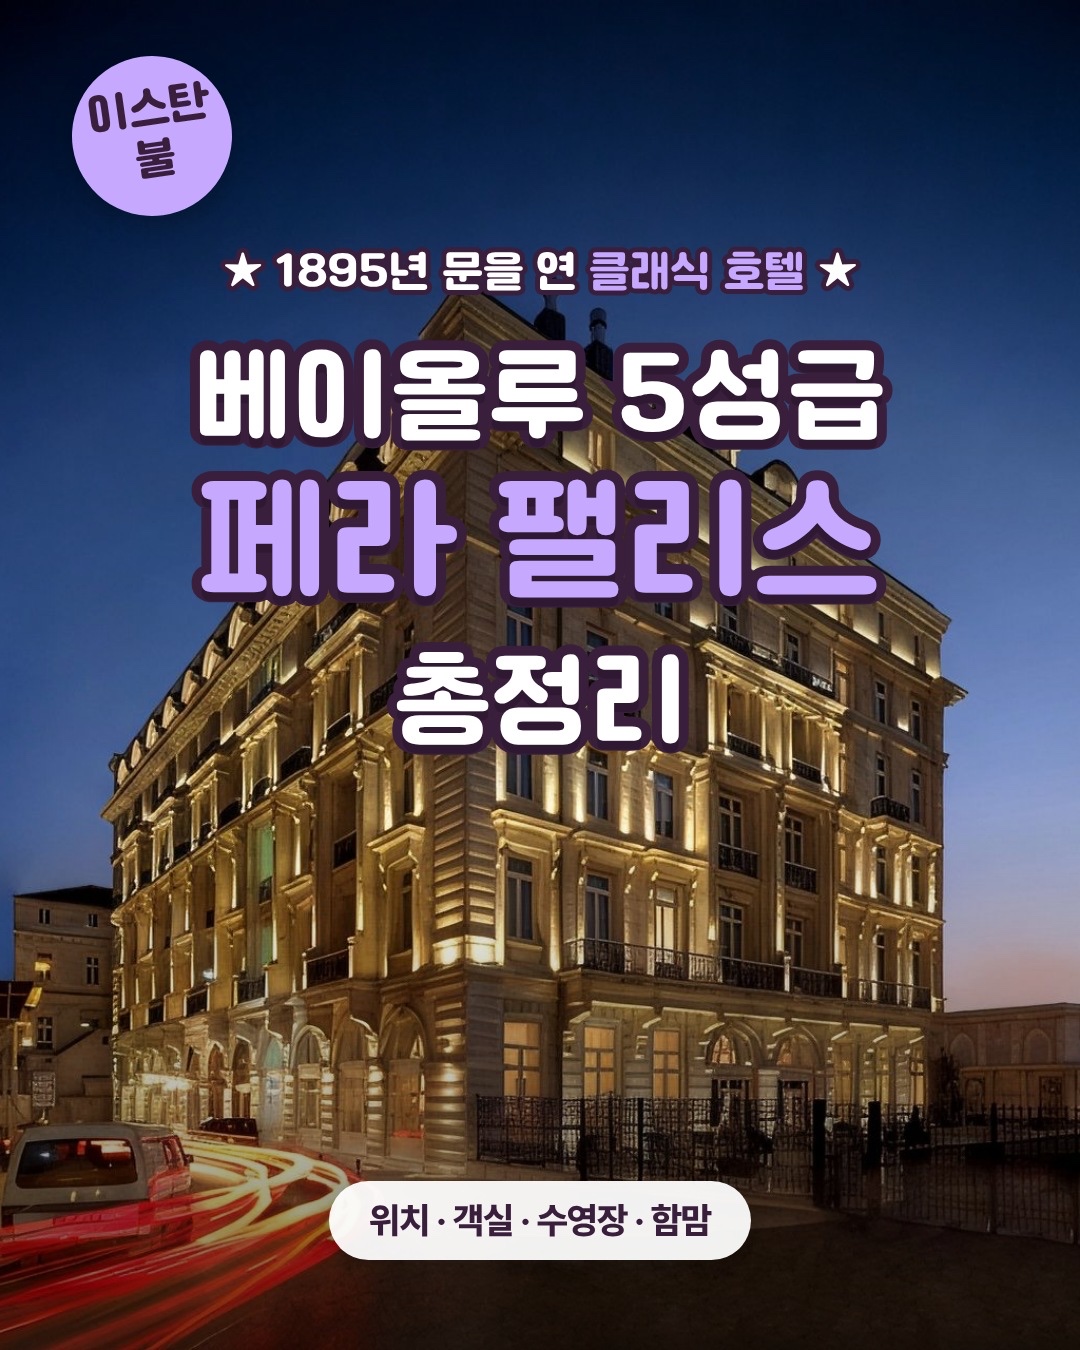 이스탄
불
★ 1895년 문을 연 클래식 호텔 ★
베이올루 5성급
페라 팰리스
총정리
위치 · 객실 · 수영장 · 함맘